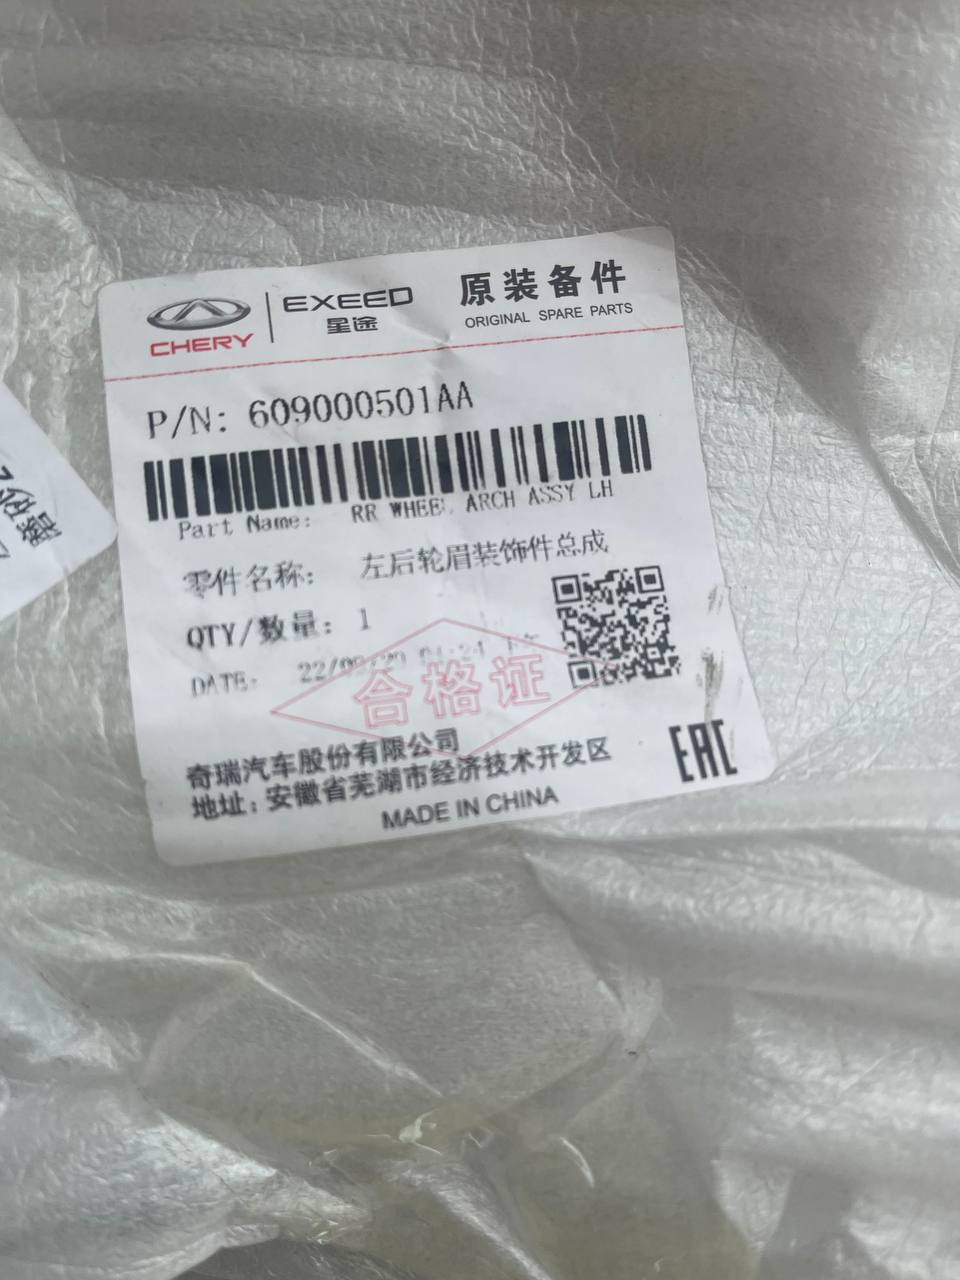 CHERY
EXEED
星途
原装备件
ORIGINAL SPARE PARTS
P/N: 609000501AA
Part Name: RR WHEEL ARCH ASSY LH
零件名称: 左后轮眉装饰件总成
QTY/数量: 1
DATE: 04:24
合格证
奇瑞汽车股份有限公司
地址:安徽省芜湖市经济技术开发区
MADE IN CHINA
EAC